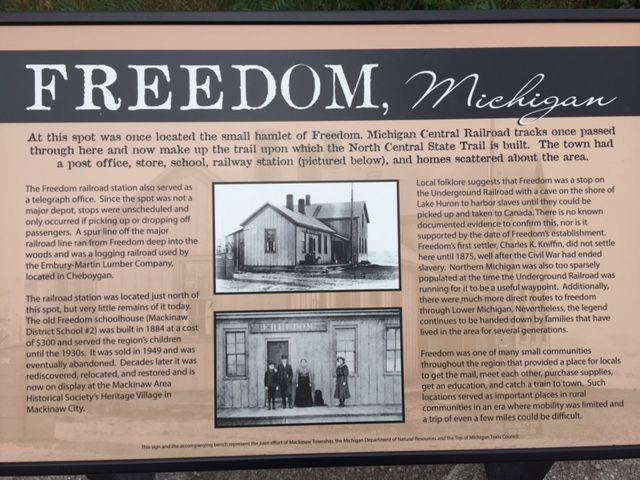 FREEDOM, Michigan
At this spot was once located the small hamlet of Freedom. Michigan Central Railroad tracks once passed
through here and now make up the trail upon which the North Central State Trail is built. The town had
a post office, store, school, railway station (pictured below), and homes scattered about the area.
The Freedom railroad station also served as
a telegraph office. Since the spot was not a
major depot, stops were unscheduled and
only occurred if picking up or dropping off
passengers. A spur line off the major
railroad line ran from Freedom deep into the
woods and was a logging railroad used by
the Embury-Martin Lumber Company,
located in Cheboygan.
The railroad station was located just north of
this spot, but very little remains of it today.
The old Freedom schoolhouse (Mackinaw
District School #2) was built in 1884 at a cost
of $300 and served the region's children
until the 1930s. It was sold in 1949 and was
eventually abandoned. Decades later it was
rediscovered, relocated, and restored and is
now on display at the Mackinaw Area
Historical Society's Heritage Village in
Mackinaw City.
FREEDOM.
Local folklore suggests that Freedom was a stop on
the Underground Railroad with a cave on the shore of
Lake Huron to harbor slaves until they could be
picked up and taken to Canada. There is no known
documented evidence to confirm this, nor is it
supported by the date of Freedom's establishment.
Freedom's first settler, Charles K. Kniffin, did not settle
here until 1875, well after the Civil War had ended
slavery. Northern Michigan was also too sparsely
populated at the time the Underground Railroad was
running for it to be a useful waypoint. Additionally,
there were much more direct routes to freedom
through Lower Michigan. Nevertheless, the legend
continues to be handed down by families that have
lived in the area for several generations.
Freedom was one of many small communities
throughout the region that provided a place for locals
to get the mail, meet each other, purchase supplies,
get an education, and catch a train to town. Such
locations served as important places in rural
communities in an era where mobility was limited and
a trip of even a few miles could be difficult.
This sign and the accompanying bench represent the joint effort of Mackinaw Township, the Michigan Department of Natural Resources and the Top of Michigan Trails Council.